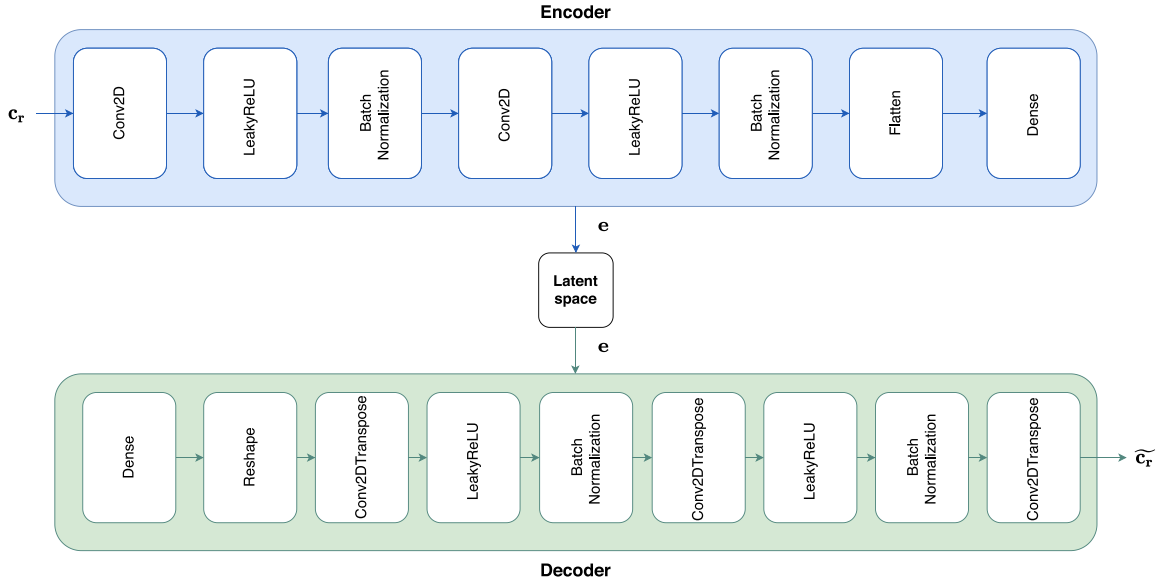 Encoder
c_r
Conv2D
LeakyReLU
Batch
Normalization
Conv2D
LeakyReLU
Batch
Normalization
Flatten
Dense
e
Latent
space
e
Dense
Reshape
Conv2DTranspose
LeakyReLU
Batch
Normalization
Conv2DTranspose
LeakyReLU
Batch
Normalization
Conv2DTranspose
c̃_r
Decoder